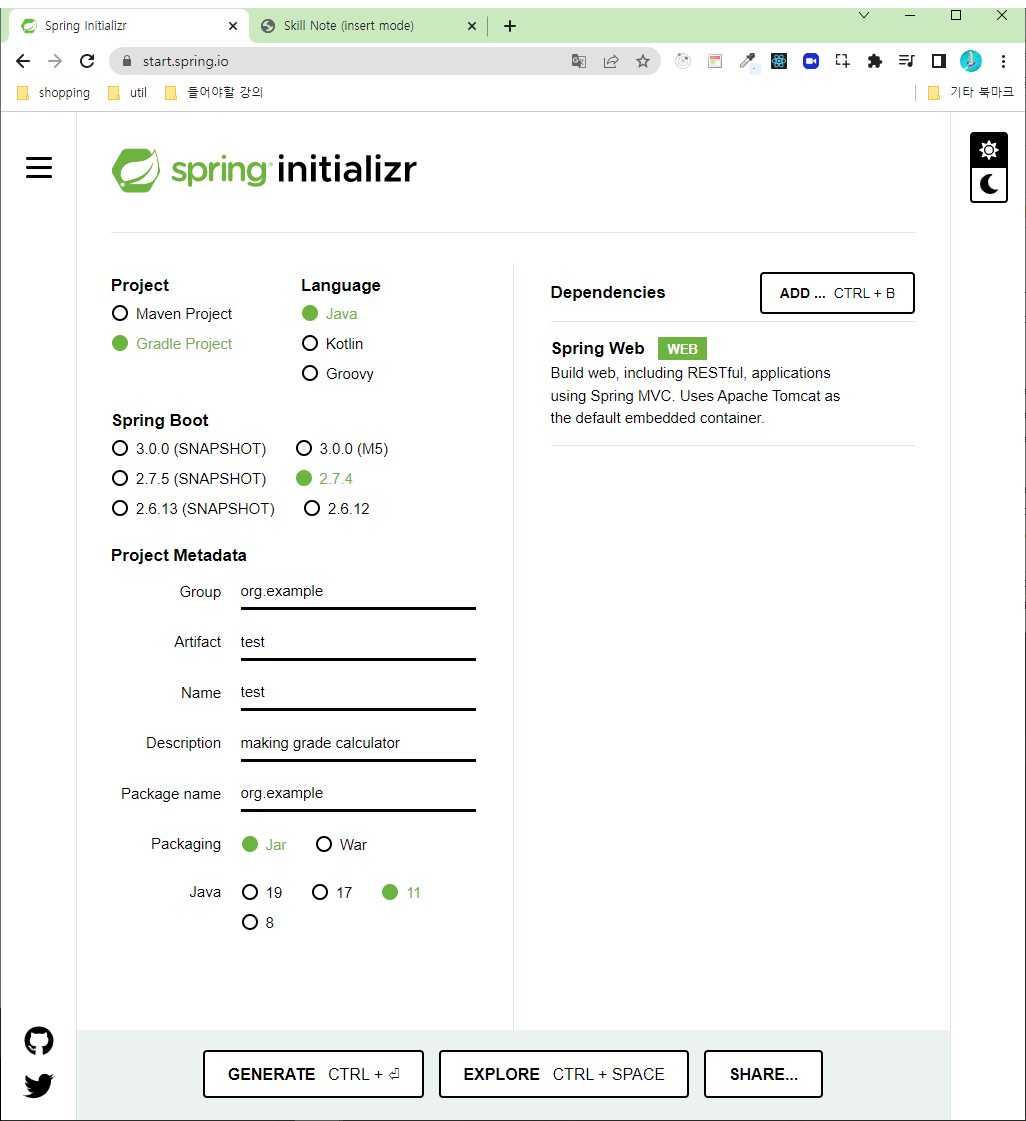 Spring Initializr
Skill Note (insert mode)
start.spring.io
shopping util 들어야할 강의 기타 북마크
spring initializr
Project
Maven Project
Gradle Project
Language
Java
Kotlin
Groovy
Spring Boot
3.0.0 (SNAPSHOT) 3.0.0 (M5)
2.7.5 (SNAPSHOT) 2.7.4
2.6.13 (SNAPSHOT) 2.6.12
Project Metadata
Group org.example
Artifact test
Name test
Description making grade calculator
Package name org.example
Packaging Jar War
Java 19 17 11
8
Dependencies
ADD ... CTRL + B
Spring Web WEB
Build web, including RESTful, applications
using Spring MVC. Uses Apache Tomcat as
the default embedded container.
GENERATE CTRL + ⏎
EXPLORE CTRL + SPACE
SHARE...